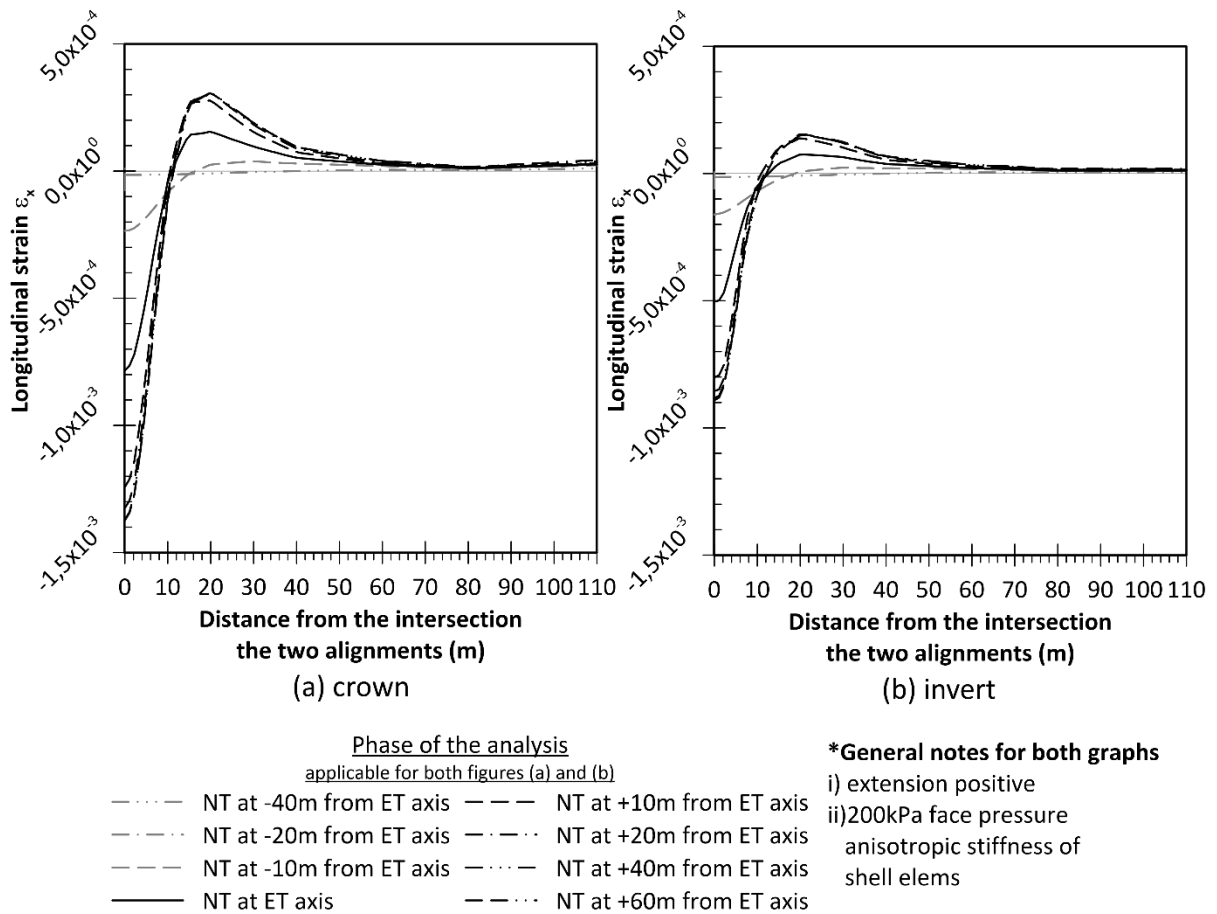 5,0x10⁻⁴
0,0x10⁰
-5,0x10⁻⁴
-1,0x10⁻³
-1,5x10⁻³
Longitudinal strain εₓ
0 10 20 30 40 50 60 70 80 90 100 110
Distance from the intersection
the two alignments (m)
(a) crown
5,0x10⁻⁴
0,0x10⁰
-5,0x10⁻⁴
-1,0x10⁻³
-1,5x10⁻³
Longitudinal strain εₓ
0 10 20 30 40 50 60 70 80 90 100 110
Distance from the intersection
the two alignments (m)
(b) invert
Phase of the analysis
applicable for both figures (a) and (b)
NT at -40m from ET axis
NT at -20m from ET axis
NT at -10m from ET axis
NT at ET axis
NT at +10m from ET axis
NT at +20m from ET axis
NT at +40m from ET axis
NT at +60m from ET axis
*General notes for both graphs
i) extension positive
ii)200kPa face pressure
anisotropic stiffness of
shell elems